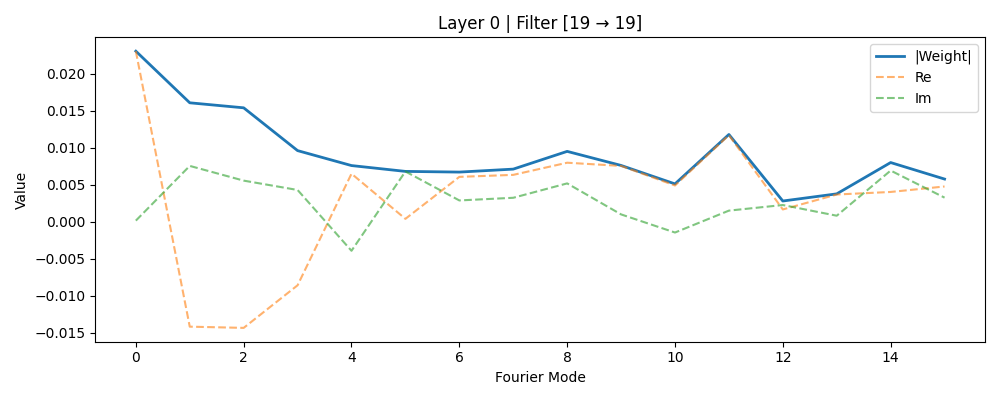 Layer 0 | Filter [19 → 19]
|Weight|
Re
Im
Value
0.020
0.015
0.010
0.005
0.000
−0.005
−0.010
−0.015
0 2 4 6 8 10 12 14
Fourier Mode